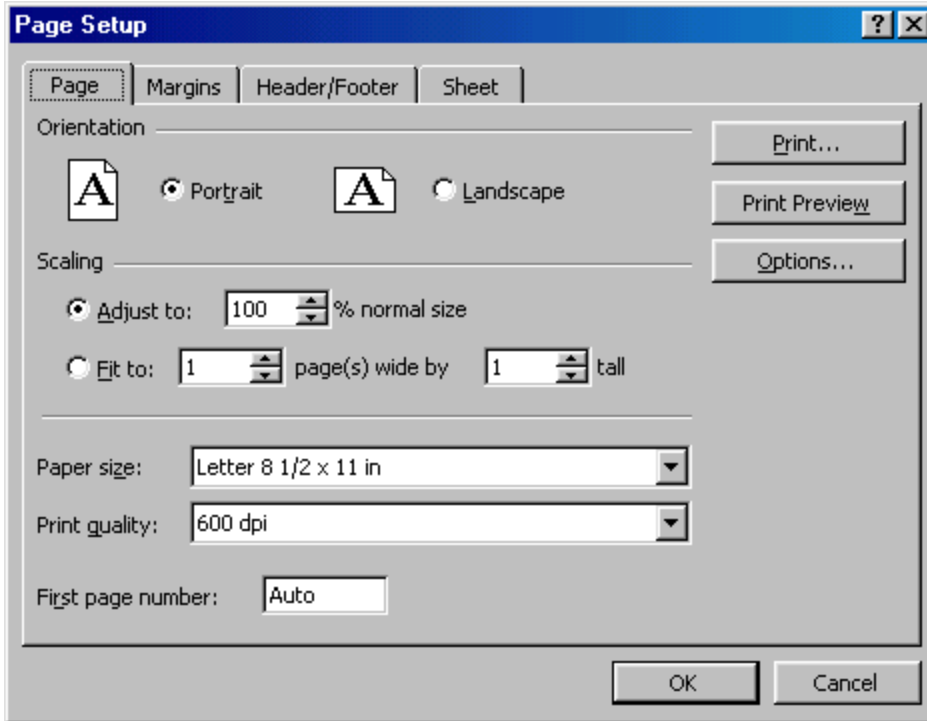 Page Setup ? X
Page Margins Header/Footer Sheet
Orientation
Print...
A Portrait A Landscape
Print Preview
Scaling
Options...
Adjust to: 100 % normal size
Fit to: 1 page(s) wide by 1 tall
Paper size: Letter 8 1/2 x 11 in
Print quality: 600 dpi
First page number: Auto
OK Cancel